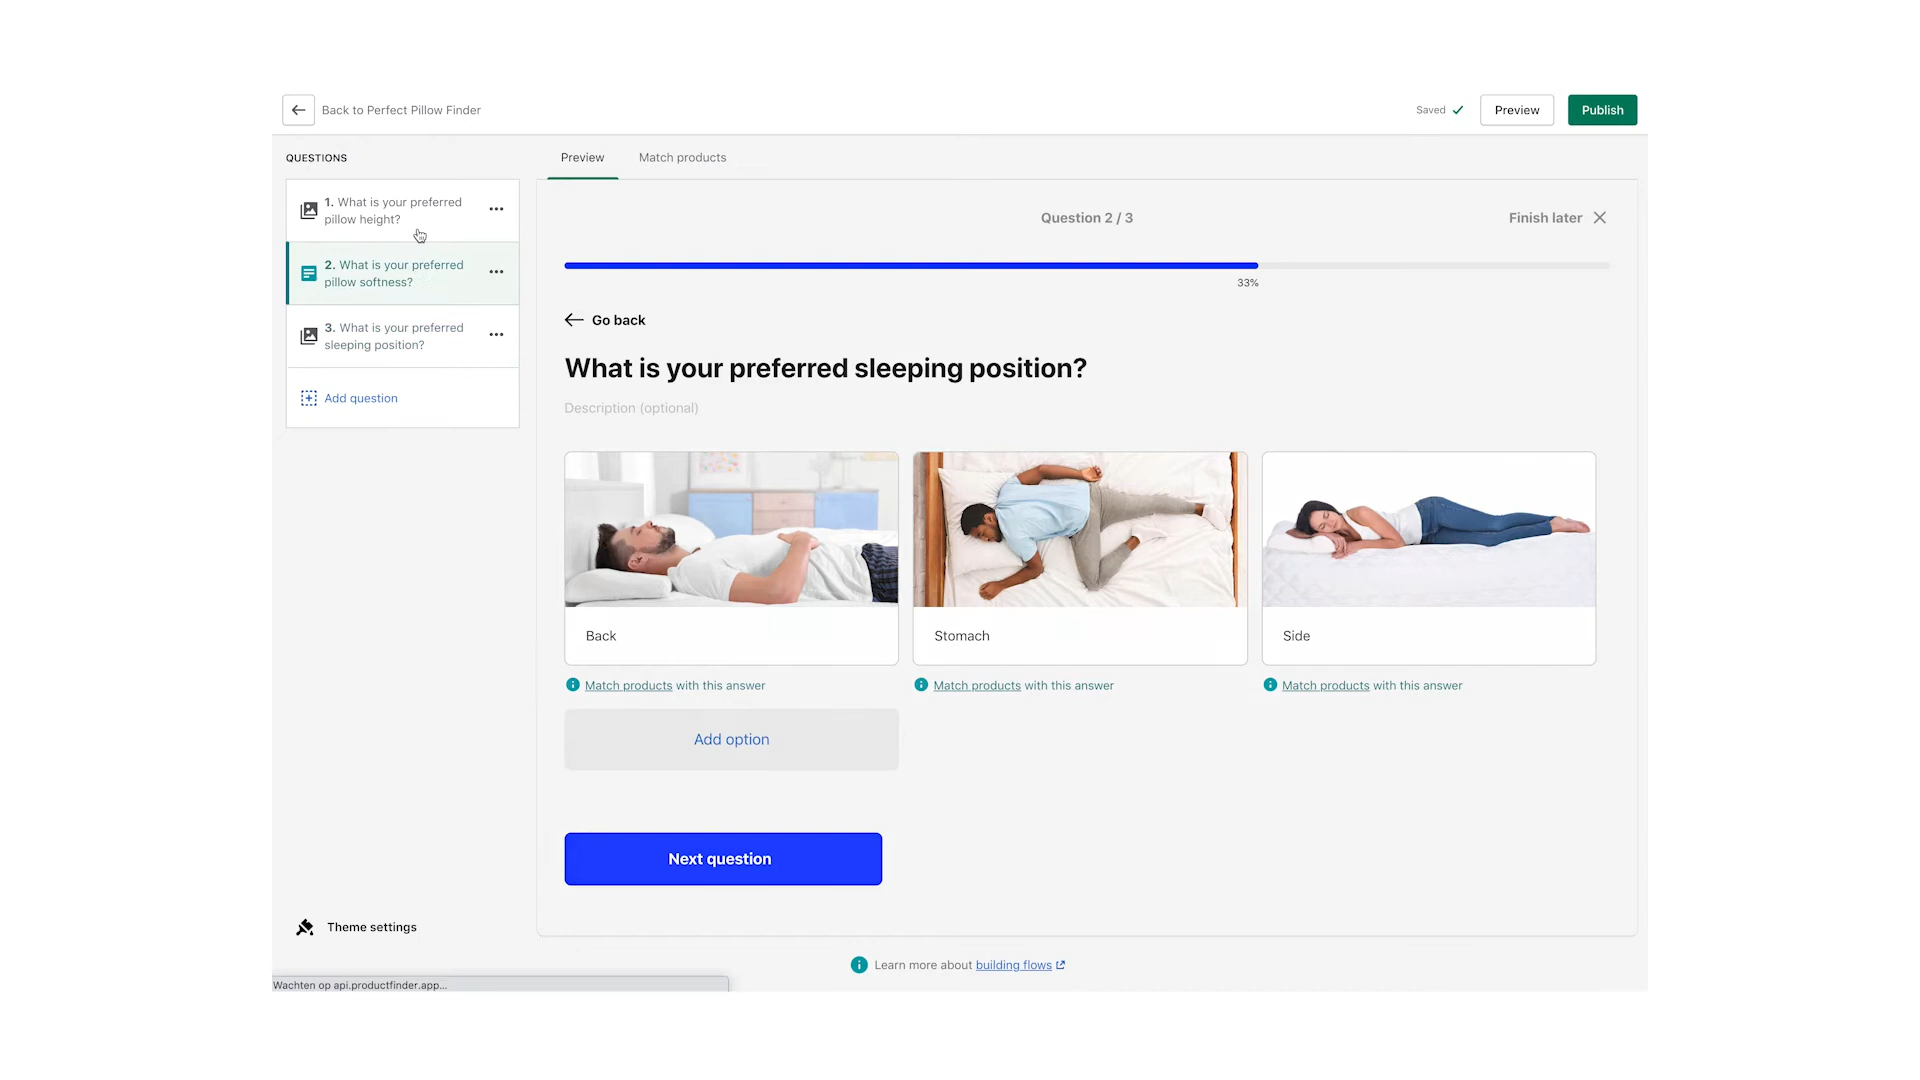 Back to Perfect Pillow Finder
Saved
Preview
Publish
QUESTIONS
1. What is your preferred
pillow height?
2. What is your preferred
pillow softness?
3. What is your preferred
sleeping position?
Add question
Theme settings
Preview
Match products
Question 2 / 3
Finish later
33%
Go back
What is your preferred sleeping position?
Description (optional)
Back
Stomach
Side
Match products with this answer
Match products with this answer
Match products with this answer
Add option
Next question
Learn more about building flows
Wachten op api.productfinder.app...